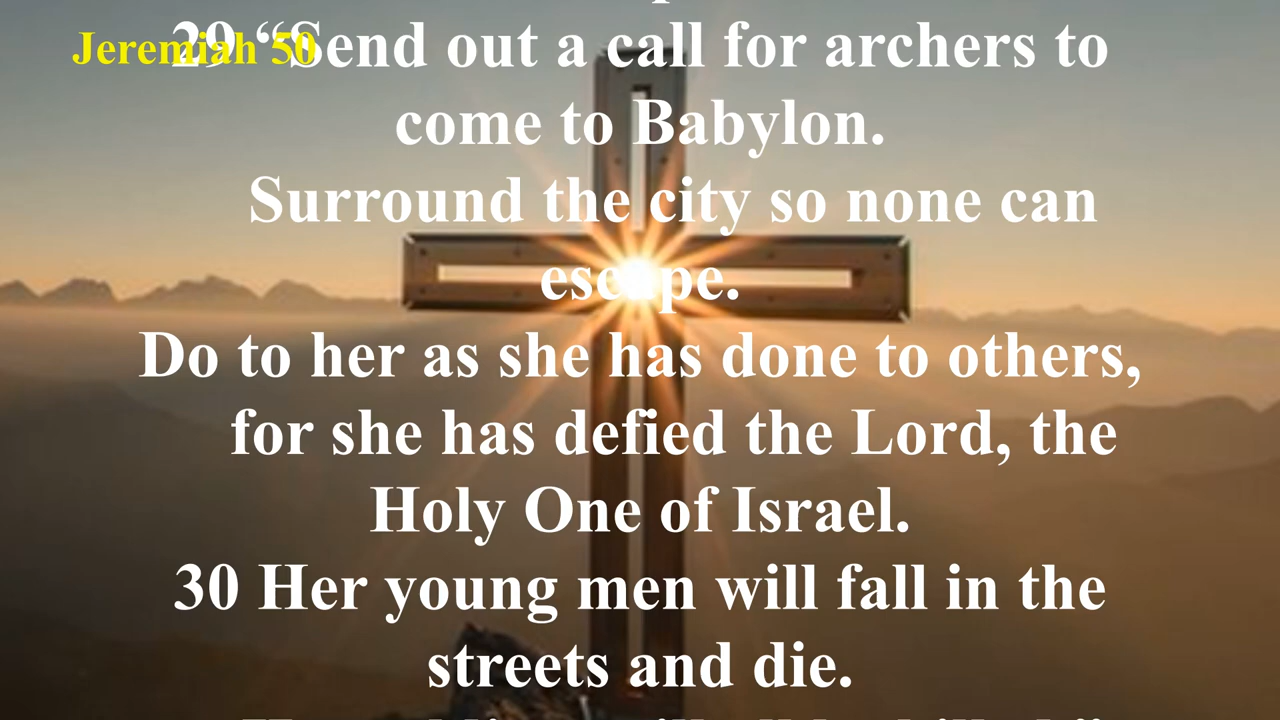 Jeremiah 50
29 “Send out a call for archers to
come to Babylon.
Surround the city so none can
escape.
Do to her as she has done to others,
for she has defied the Lord, the
Holy One of Israel.
30 Her young men will fall in the
streets and die.